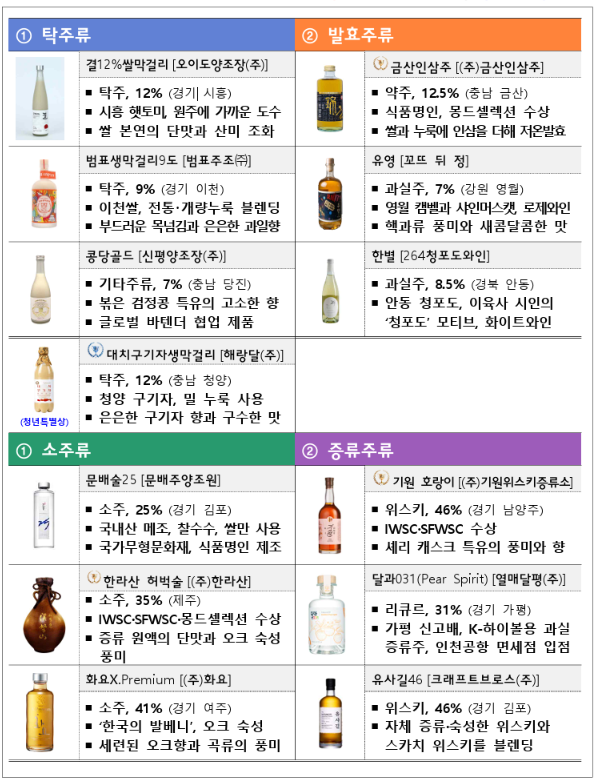 ① 탁주류
결12%쌀막걸리 [오이도양조장(주)]
▪ 탁주, 12% (경기| 시흥)
▪ 시흥 햇토미, 원주에 가까운 도수
▪ 쌀 본연의 단맛과 산미 조화
범표생막걸리9도 [범표주조㈜]
▪ 탁주, 9% (경기 이천)
▪ 이천쌀, 전통·개량누룩 블렌딩
▪ 부드러운 목넘김과 은은한 과일향
콩당골드 [신평양조장(주)]
▪ 기타주류, 7% (충남 당진)
▪ 볶은 검정콩 특유의 고소한 향
▪ 글로벌 바텐더 협업 제품
대치구기자생막걸리 [해랑달(주)]
▪ 탁주, 12% (충남 청양)
▪ 청양 구기자, 밀 누룩 사용
▪ 은은한 구기자 향과 구수한 맛
(청년특별상)
② 발효주류
금산인삼주 [(주)금산인삼주]
▪ 약주, 12.5% (충남 금산)
▪ 식품명인, 몽드셀렉션 수상
▪ 쌀과 누룩에 인삼을 더해 저온발효
유영 [꼬뜨 뒤 정]
▪ 과실주, 7% (강원 영월)
▪ 영월 캠벨과 샤인머스캣, 로제와인
▪ 핵과류 풍미와 새콤달콤한 맛
한별 [264청포도와인]
▪ 과실주, 8.5% (경북 안동)
▪ 안동 청포도, 이육사 시인의
‘청포도’ 모티브, 화이트와인
① 소주류
문배술25 [문배주양조원]
▪ 소주, 25% (경기 김포)
▪ 국내산 메조, 찰수수, 쌀만 사용
▪ 국가무형문화재, 식품명인 제조
한라산 허벅술 [(주)한라산]
▪ 소주, 35% (제주)
▪ IWSC·SFWSC·몽드셀렉션 수상
▪ 증류 원액의 단맛과 오크 숙성
풍미
화요X.Premium [(주)화요]
▪ 소주, 41% (경기 여주)
▪ ‘한국의 발베니’, 오크 숙성
▪ 세련된 오크향과 곡류의 풍미
② 증류주류
기원 호랑이 [(주)기원위스키증류소]
▪ 위스키, 46% (경기 남양주)
▪ IWSC·SFWSC 수상
▪ 셰리 캐스크 특유의 풍미와 향
달과031(Pear Spirit) [열매달평(주)]
▪ 리큐르, 31% (경기 가평)
▪ 가평 신고배, K-하이볼용 과실
증류주, 인천공항 면세점 입점
유사길46 [크래프트브로스(주)]
▪ 위스키, 46% (경기 김포)
▪ 자체 증류·숙성한 위스키와
스카치 위스키를 블렌딩